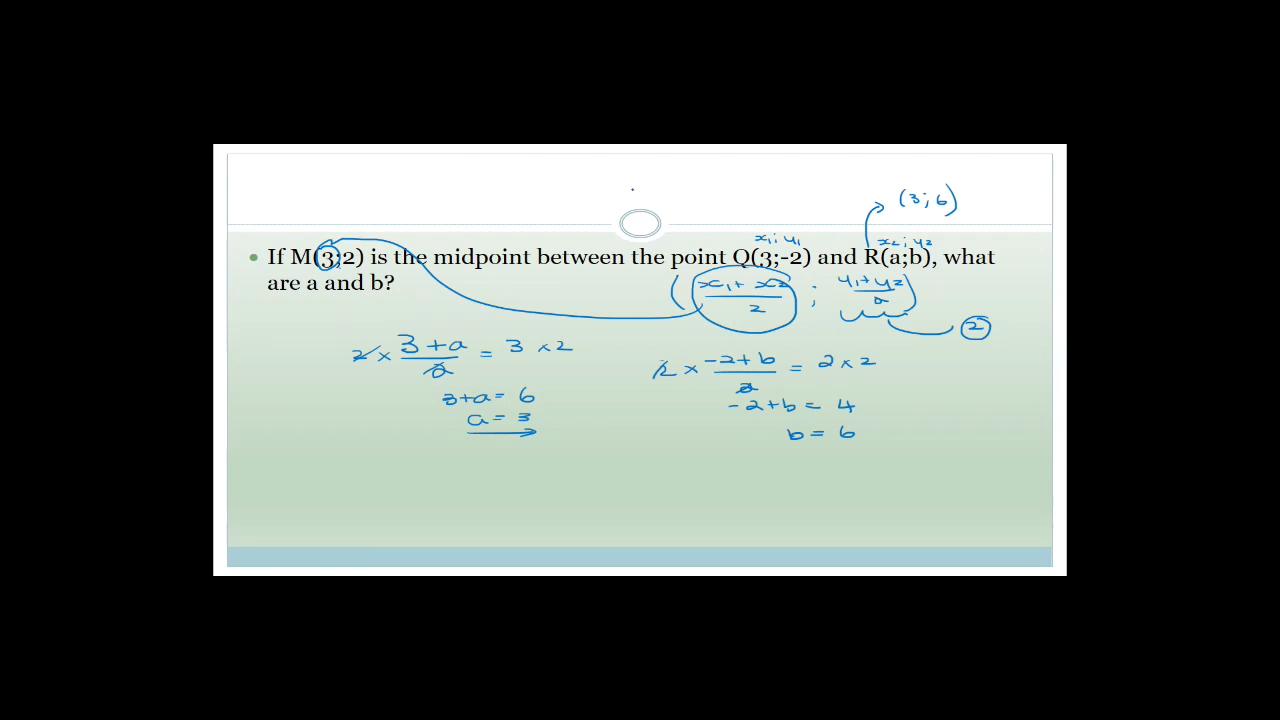 (3;6)
x₁; y₁ x₂; y₂
• If M(3;2) is the midpoint between the point Q(3;-2) and R(a;b), what
are a and b?
( x₁ + x₂ / 2 ; y₁ + y₂ / 2 )
2
2 × 3 + a / 2 = 3 × 2
3 + a = 6
a = 3
2 × -2 + b / 2 = 2 × 2
-2 + b = 4
b = 6